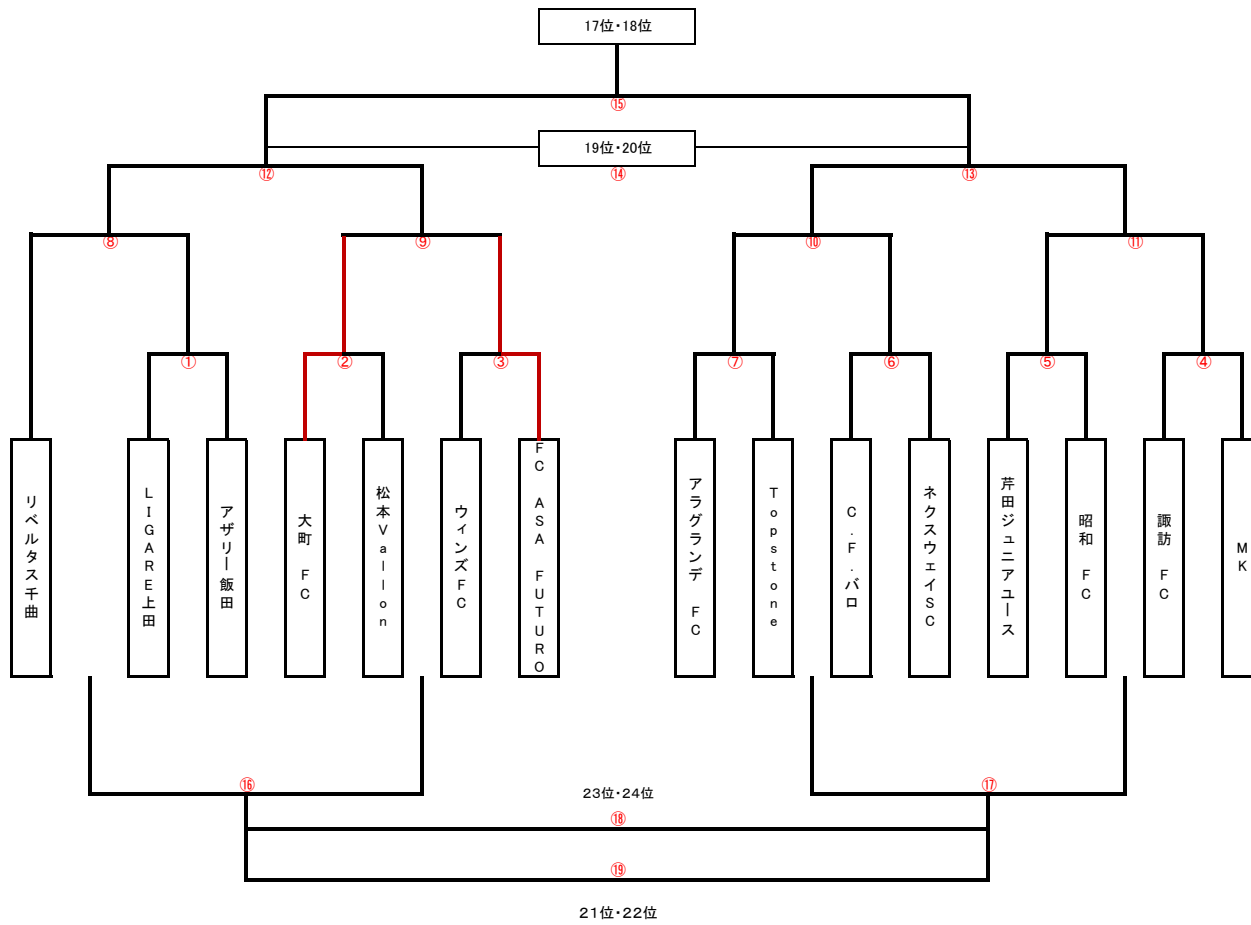 17位・18位
⑮
19位・20位
⑫
⑭
⑬
⑧
⑨
⑩
⑪
①
②
③
⑦
⑥
⑤
④
リベルタス千曲
LIGARE上田
アザリー飯田
大町 FC
松本Vallon
ウィンズFC
FC ASA FUTURO
アラグランデ FC
Topstone
C.F.バロ
ネクスウェイSC
芹田ジュニアユース
昭和 FC
諏訪 FC
MK
⑯
23位・24位
⑰
⑱
⑲
21位・22位